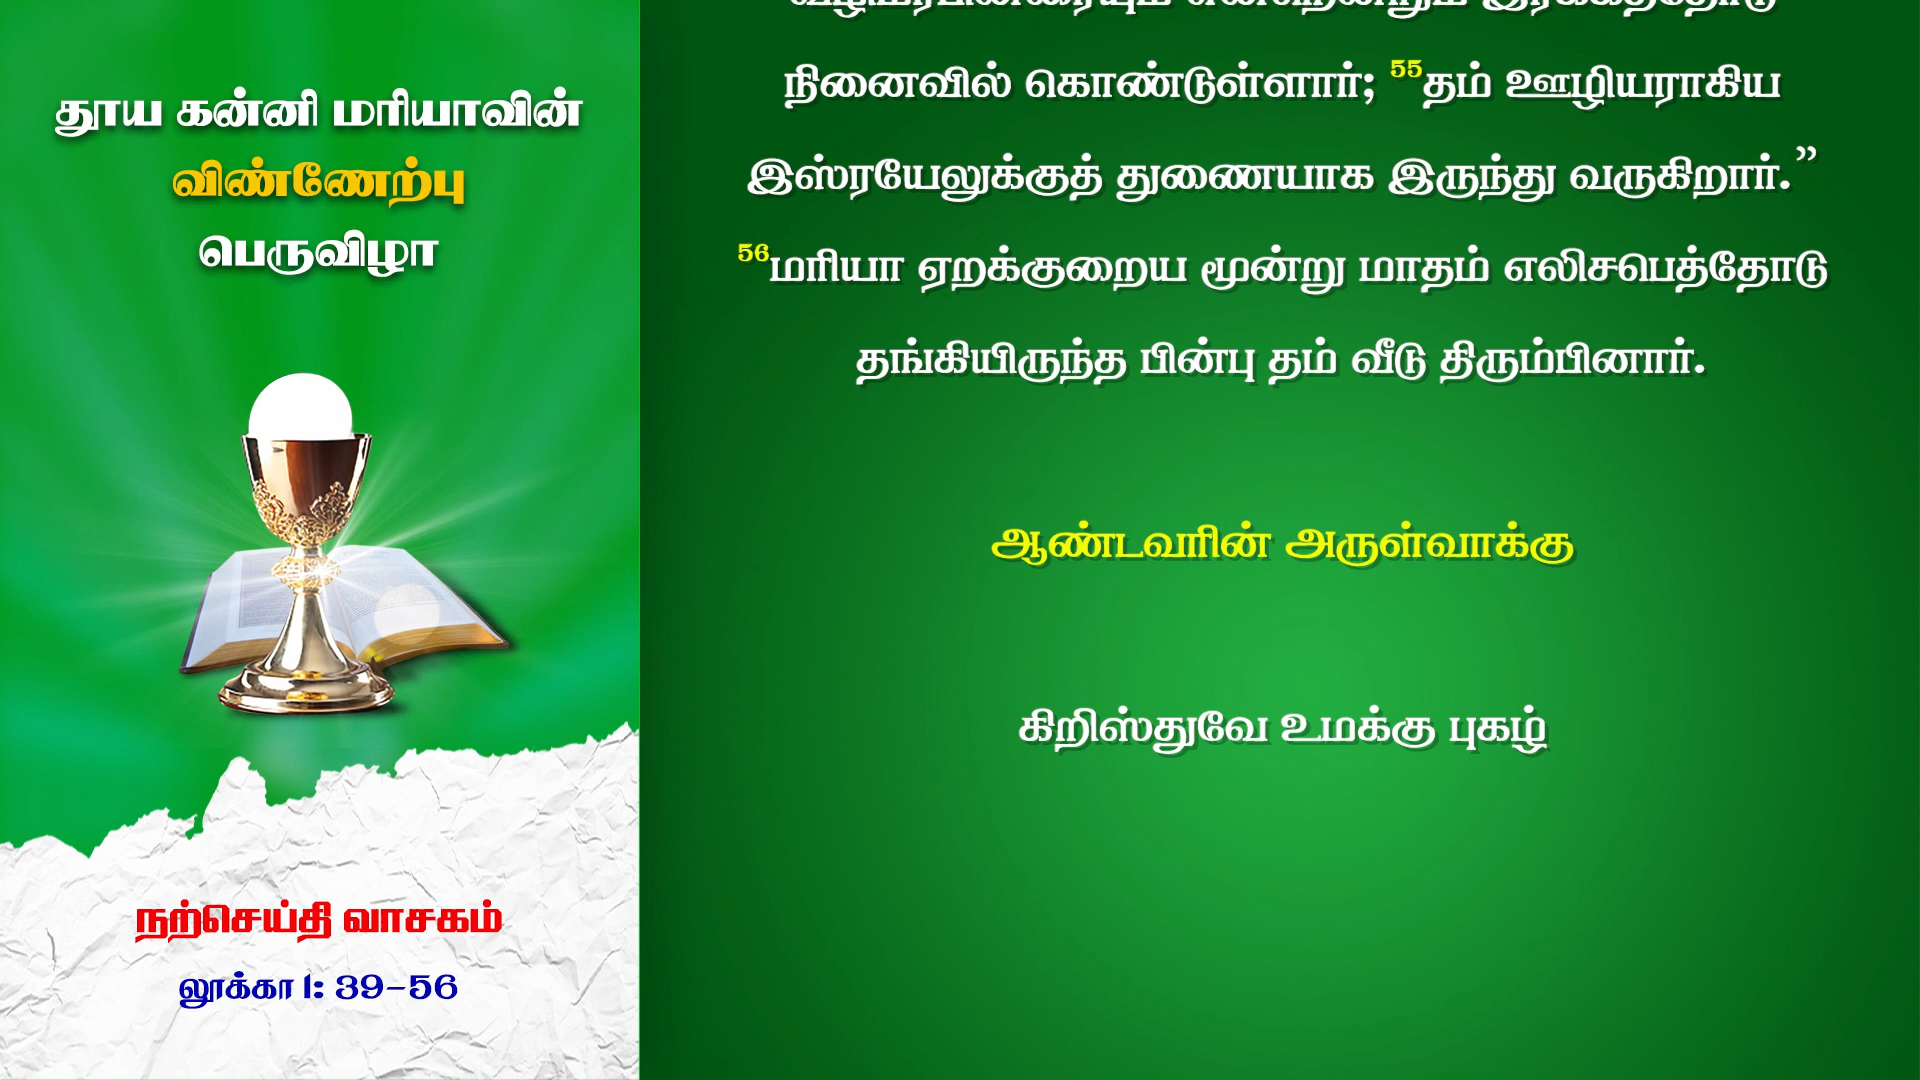 தூய கன்னி மரியாவின்
விண்ணேற்பு
பெருவிழா
நற்செய்தி வாசகம்
லூக்கா 1: 39-56
நினைவில் கொண்டுள்ளார்; 55தம் ஊழியராகிய
இஸ்ரயேலுக்குத் துணையாக இருந்து வருகிறார்.”
56மரியா ஏறக்குறைய மூன்று மாதம் எலிசபெத்தோடு
தங்கியிருந்த பின்பு தம் வீடு திரும்பினார்.
ஆண்டவரின் அருள்வாக்கு
கிறிஸ்துவே உமக்கு புகழ்